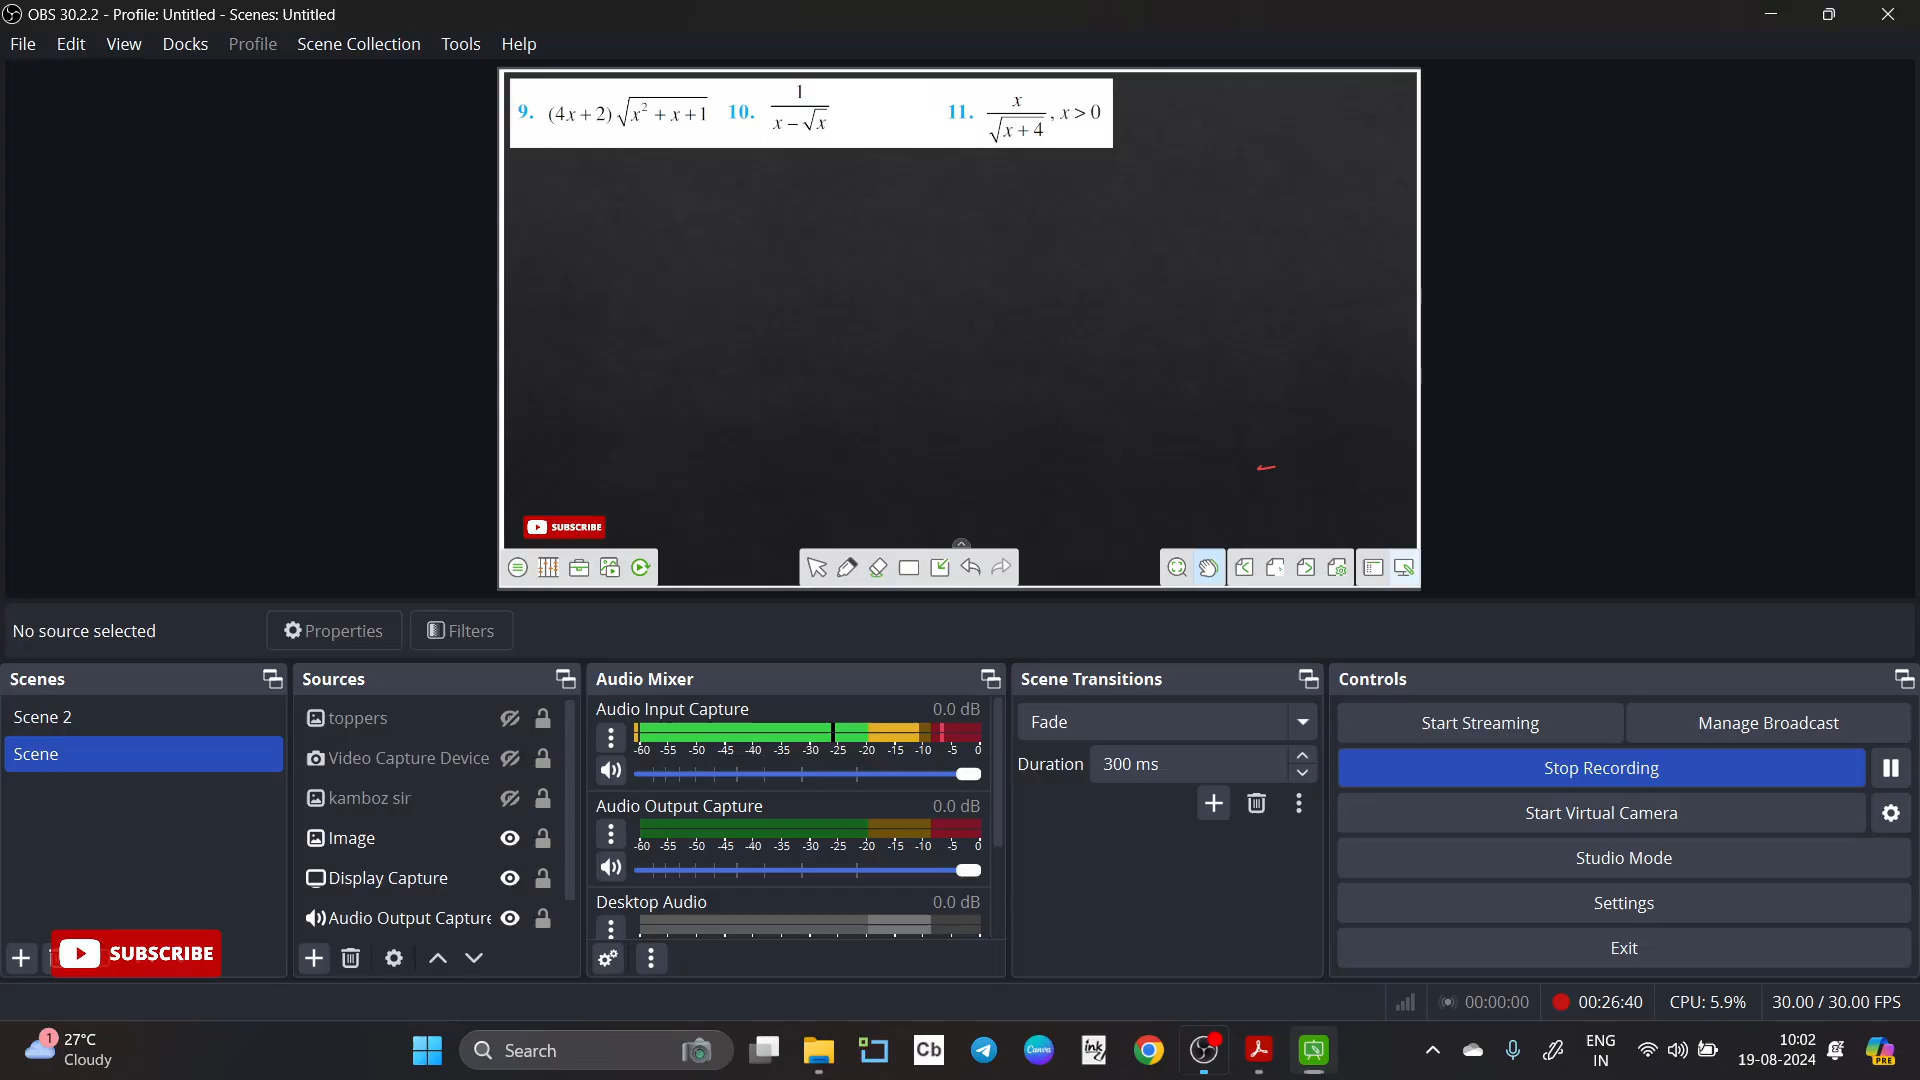 OBS 30.2.2 - Profile: Untitled - Scenes: Untitled
File Edit View Docks Profile Scene Collection Tools Help
9. (4x + 2) √(x² + x + 1) 10. 1/(x − √x) 11. x/√(x + 4), x > 0
SUBSCRIBE
No source selected Properties Filters
Scenes
Scene 2
Scene
SUBSCRIBE
Sources
toppers
Video Capture Device
kamboz sir
Image
Display Capture
Audio Output Capture
Audio Mixer
Audio Input Capture 0.0 dB
-60 -55 -50 -45 -40 -35 -30 -25 -20 -15 -10 -5 0
Audio Output Capture 0.0 dB
-60 -55 -50 -45 -40 -35 -30 -25 -20 -15 -10 -5 0
Desktop Audio 0.0 dB
Scene Transitions
Fade
Duration 300 ms
Controls
Start Streaming Manage Broadcast
Stop Recording
Start Virtual Camera
Studio Mode
Settings
Exit
00:00:00 00:26:40 CPU: 5.9% 30.00 / 30.00 FPS
1
27°C
Cloudy
Search
Cb
Canva
ink
ENG
IN
10:02
19-08-2024
PRE